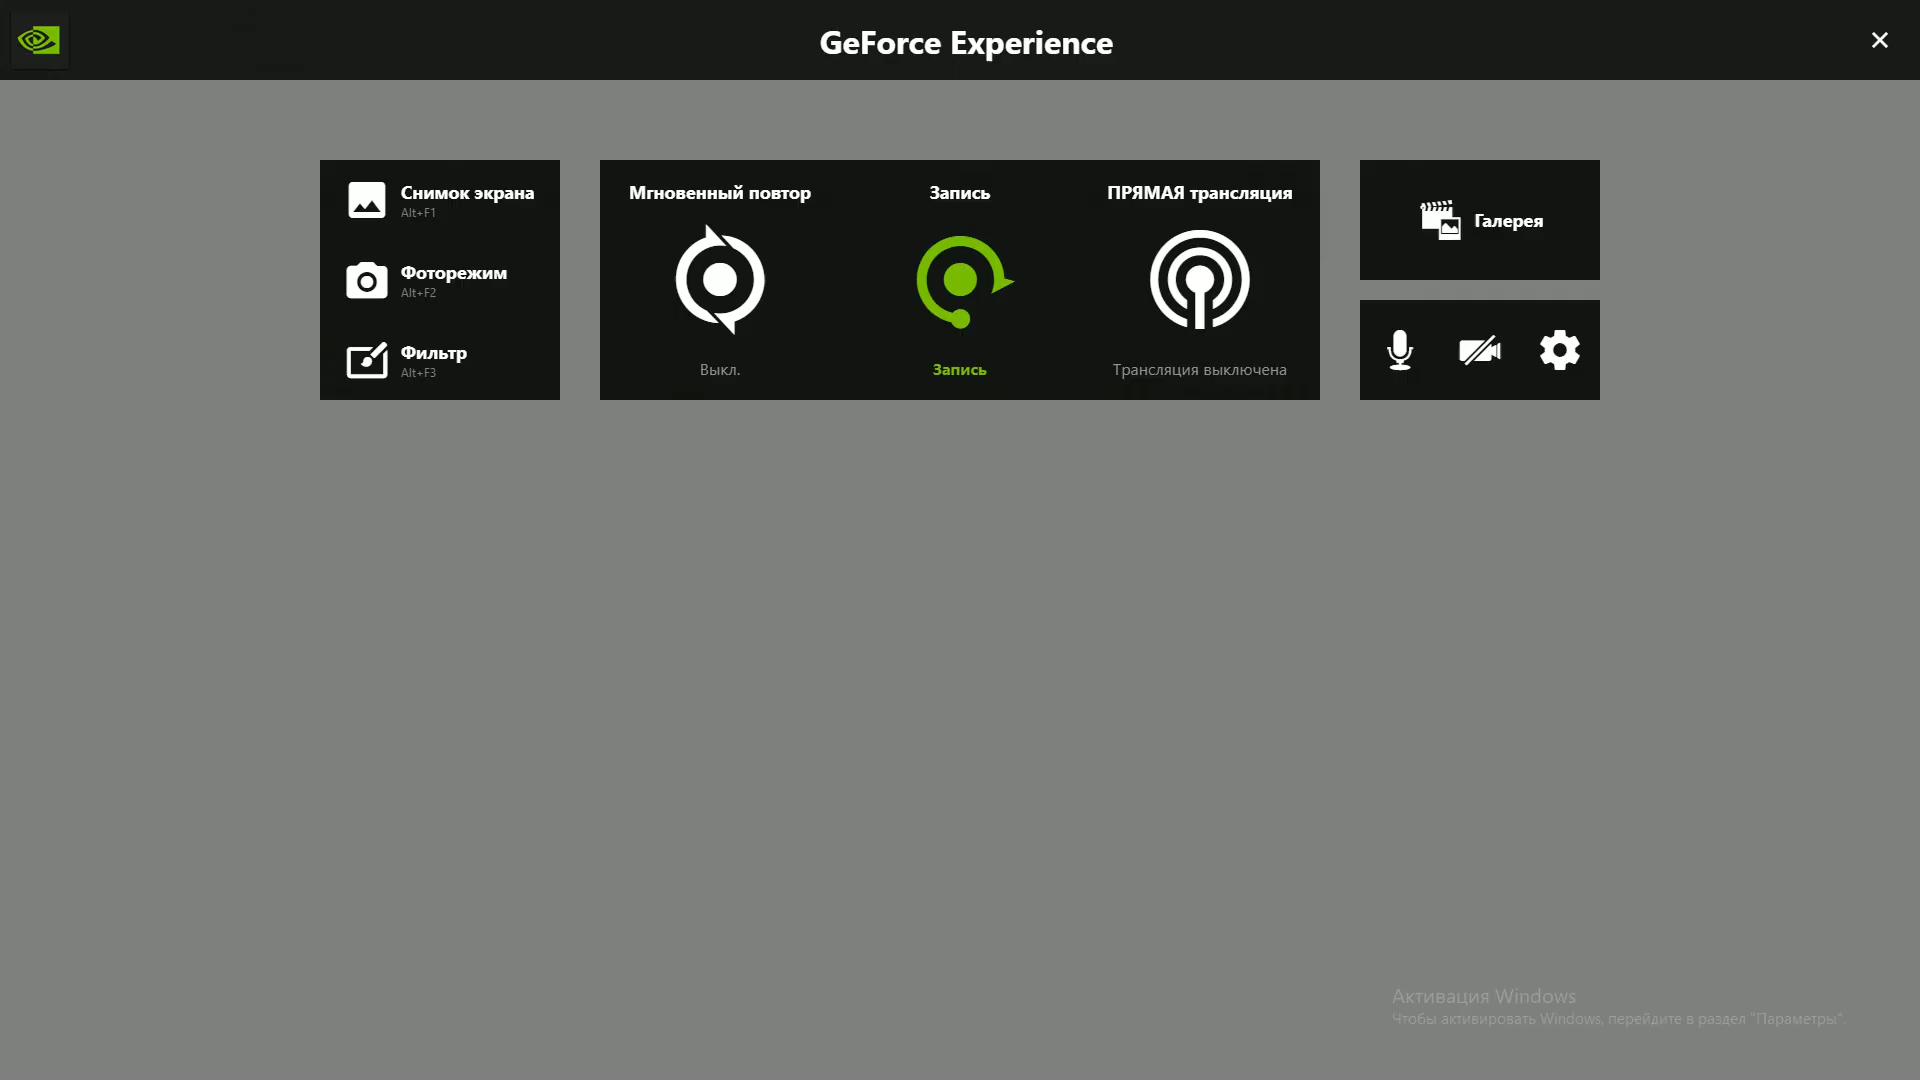 GeForce Experience
Снимок экрана
Alt+F1
Фоторежим
Alt+F2
Фильтр
Alt+F3
Мгновенный повтор
Выкл.
Запись
Запись
ПРЯМАЯ трансляция
Трансляция выключена
Галерея
Активация Windows
Чтобы активировать Windows, перейдите в раздел "Параметры".